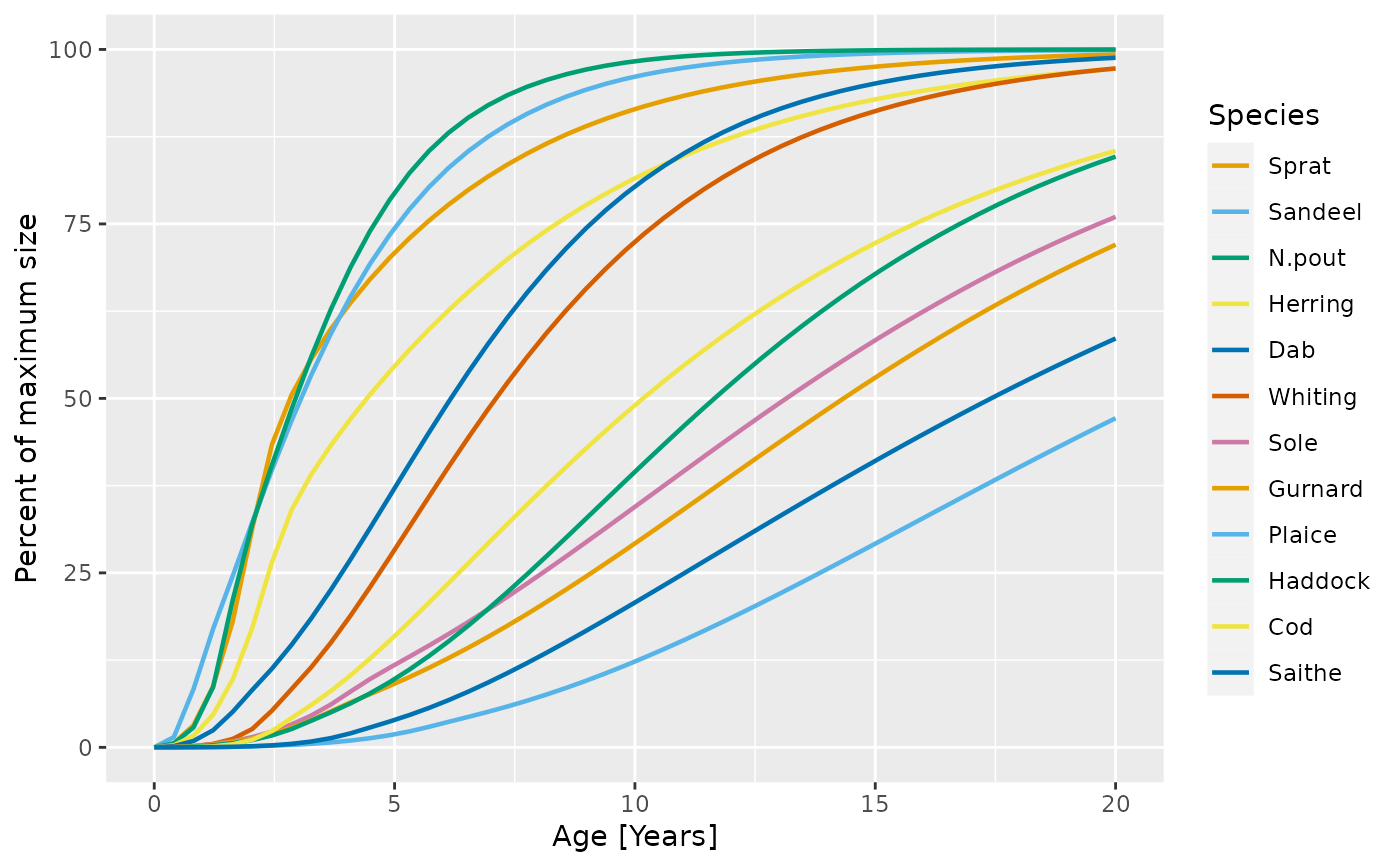 Percent of maximum size
100
75
50
25
0
0 5 10 15 20
Age [Years]
Species
Sprat
Sandeel
N.pout
Herring
Dab
Whiting
Sole
Gurnard
Plaice
Haddock
Cod
Saithe